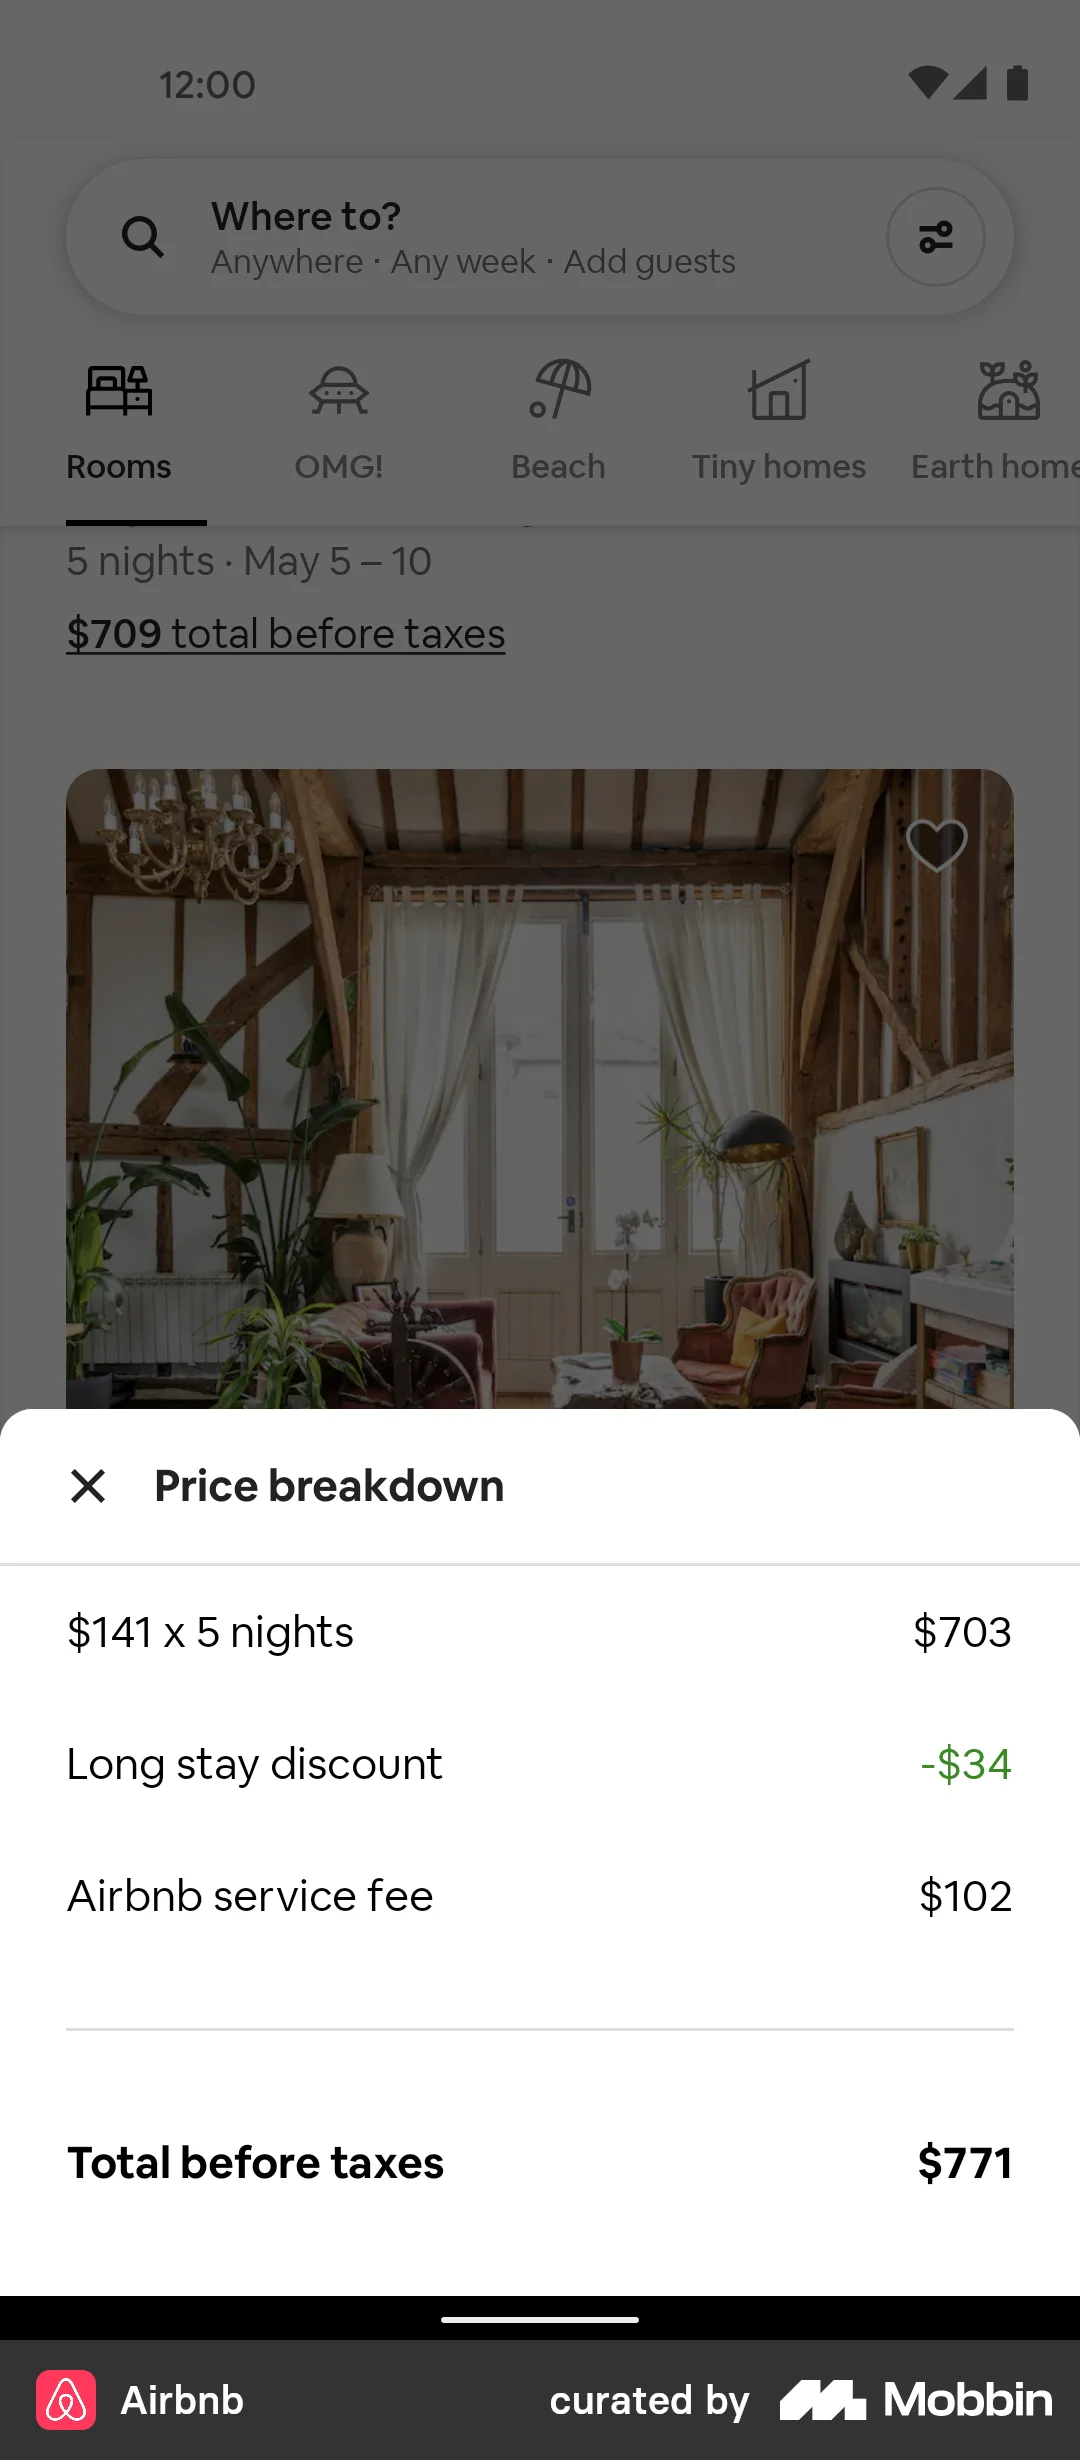 12:00
Where to?
Anywhere · Any week · Add guests
Rooms
OMG!
Beach
Tiny homes
Earth home
5 nights · May 5 – 10
$709 total before taxes
Price breakdown
$141 x 5 nights $703
Long stay discount -$34
Airbnb service fee $102
Total before taxes $771
Airbnb
curated by Mobbin